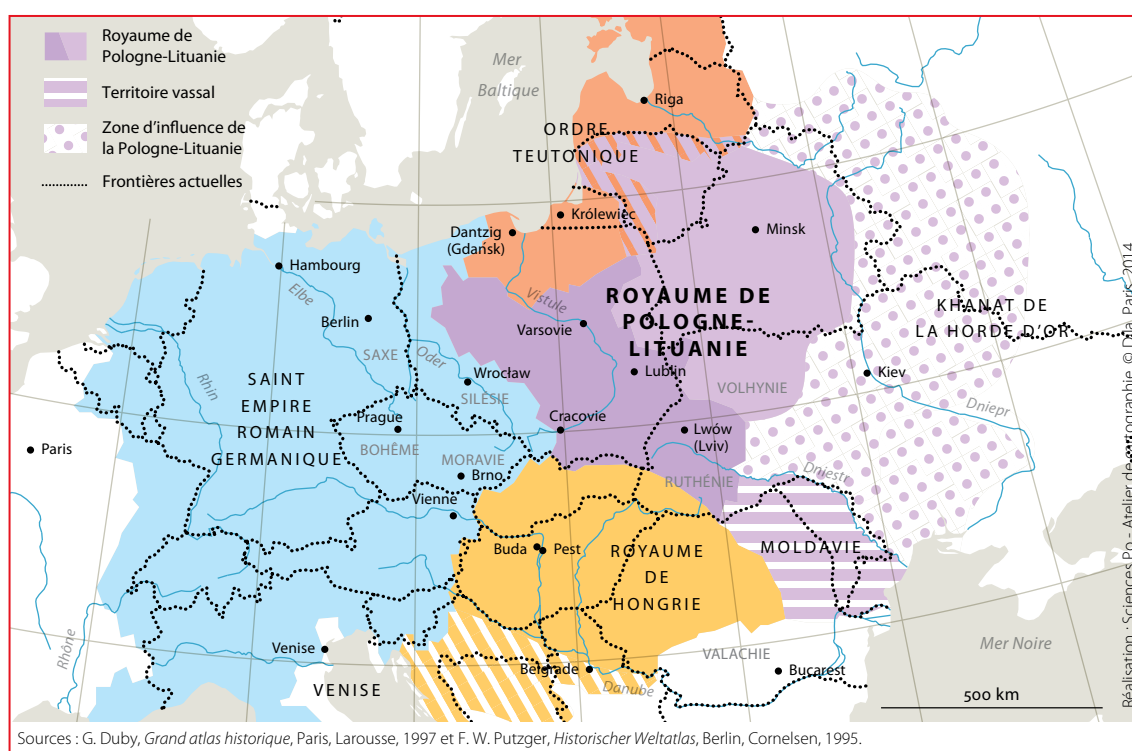 Royaume de
Pologne-Lituanie
Territoire vassal
Zone d'influence de
la Pologne-Lituanie
Frontières actuelles
Mer
Baltique
Riga
ORDRE
TEUTONIQUE
Królewiec
Dantzig
(Gdańsk)
Minsk
Hambourg
Elbe
Berlin
Vistule
ROYAUME DE
POLOGNE-
LITUANIE
Varsovie
KHANAT DE
LA HORDE D'OR
SAXE
Oder
Rhin
Wrocław
SILÉSIE
Lublin
VOLHYNIE
Kiev
Dniepr
SAINT
EMPIRE
ROMAIN
GERMANIQUE
Prague
BOHÊME
Cracovie
Lwów
(Lviv)
Paris
MORAVIE
Brno
RUTHÉNIE
Dniestr
Vienne
Buda
Pest
ROYAUME
DE
HONGRIE
MOLDAVIE
Rhône
Venise
VENISE
Belgrade
Danube
VALACHIE
Bucarest
Mer Noire
500 km
Réalisation : Sciences Po - Atelier de cartographie. © Dila, Paris, 2014
Sources : G. Duby, Grand atlas historique, Paris, Larousse, 1997 et F. W. Putzger, Historischer Weltatlas, Berlin, Cornelsen, 1995.